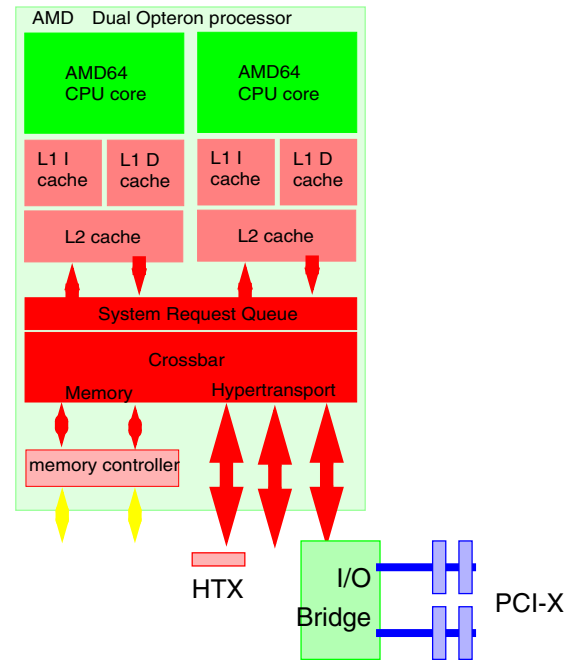 AMD Dual Opteron processor
AMD64
CPU core
AMD64
CPU core
L1 I
cache
L1 D
cache
L1 I
cache
L1 D
cache
L2 cache
L2 cache
System Request Queue
Crossbar
Memory
Hypertransport
memory controller
HTX
I/O
Bridge
PCI-X